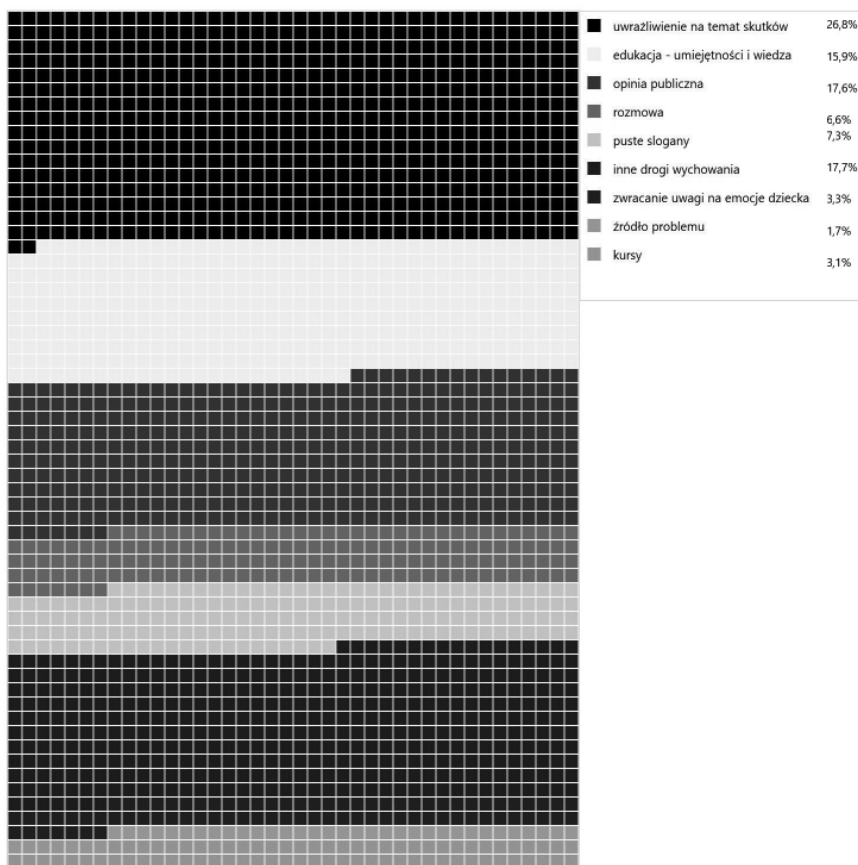 uwrażliwienie na temat skutków 26,8%
edukacja - umiejętności i wiedza 15,9%
opinia publiczna 17,6%
rozmowa 6,6%
puste slogany 7,3%
inne drogi wychowania 17,7%
zwracanie uwagi na emocje dziecka 3,3%
źródło problemu 1,7%
kursy 3,1%